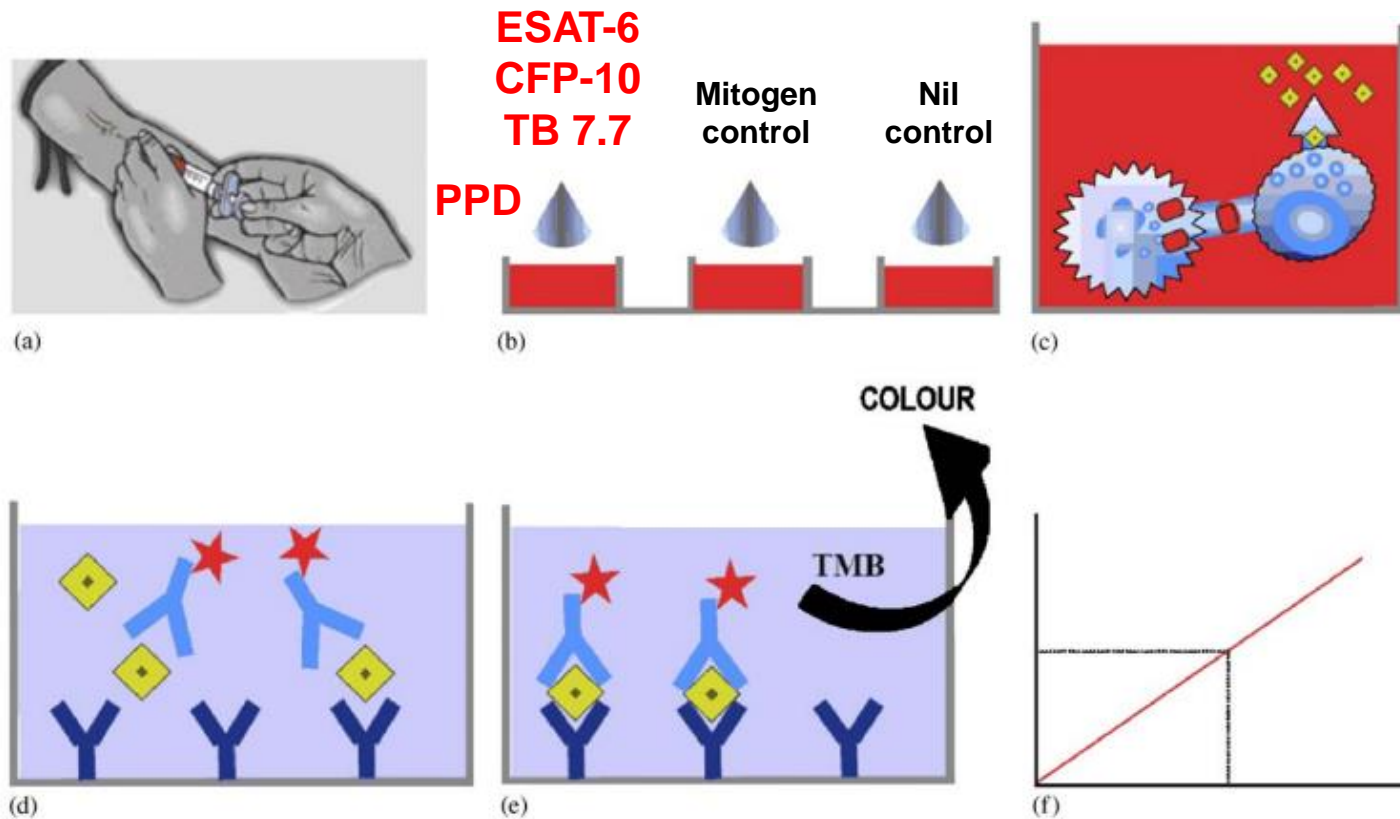 ESAT-6
CFP-10
TB 7.7
PPD
Mitogen
control
Nil
control
(a)
(b)
(c)
COLOUR
TMB
(d)
(e)
(f)